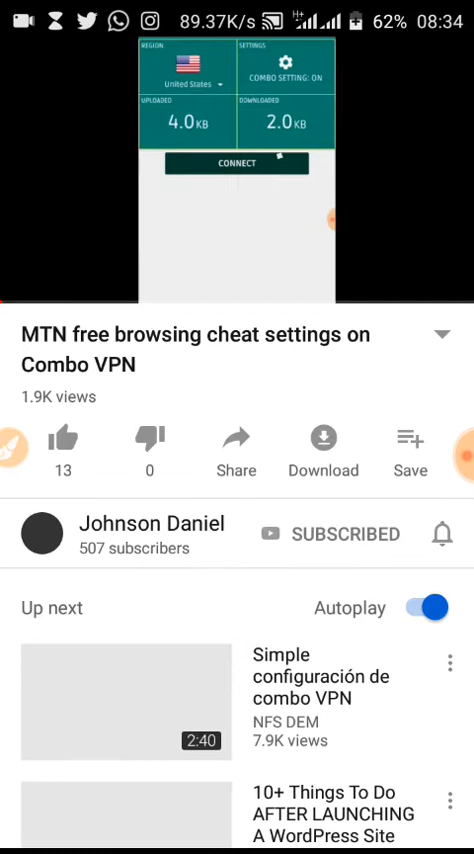 89.37K/s H+ 62% 08:34
REGION SETTINGS
United States COMBO SETTING: ON
UPLOADED DOWNLOADED
4.0KB 2.0KB
CONNECT
MTN free browsing cheat settings on
Combo VPN
1.9K views
13 0 Share Download Save
Johnson Daniel
507 subscribers
SUBSCRIBED
Up next Autoplay
Simple
configuración de
combo VPN
NFS DEM
7.9K views
2:40
10+ Things To Do
AFTER LAUNCHING
A WordPress Site